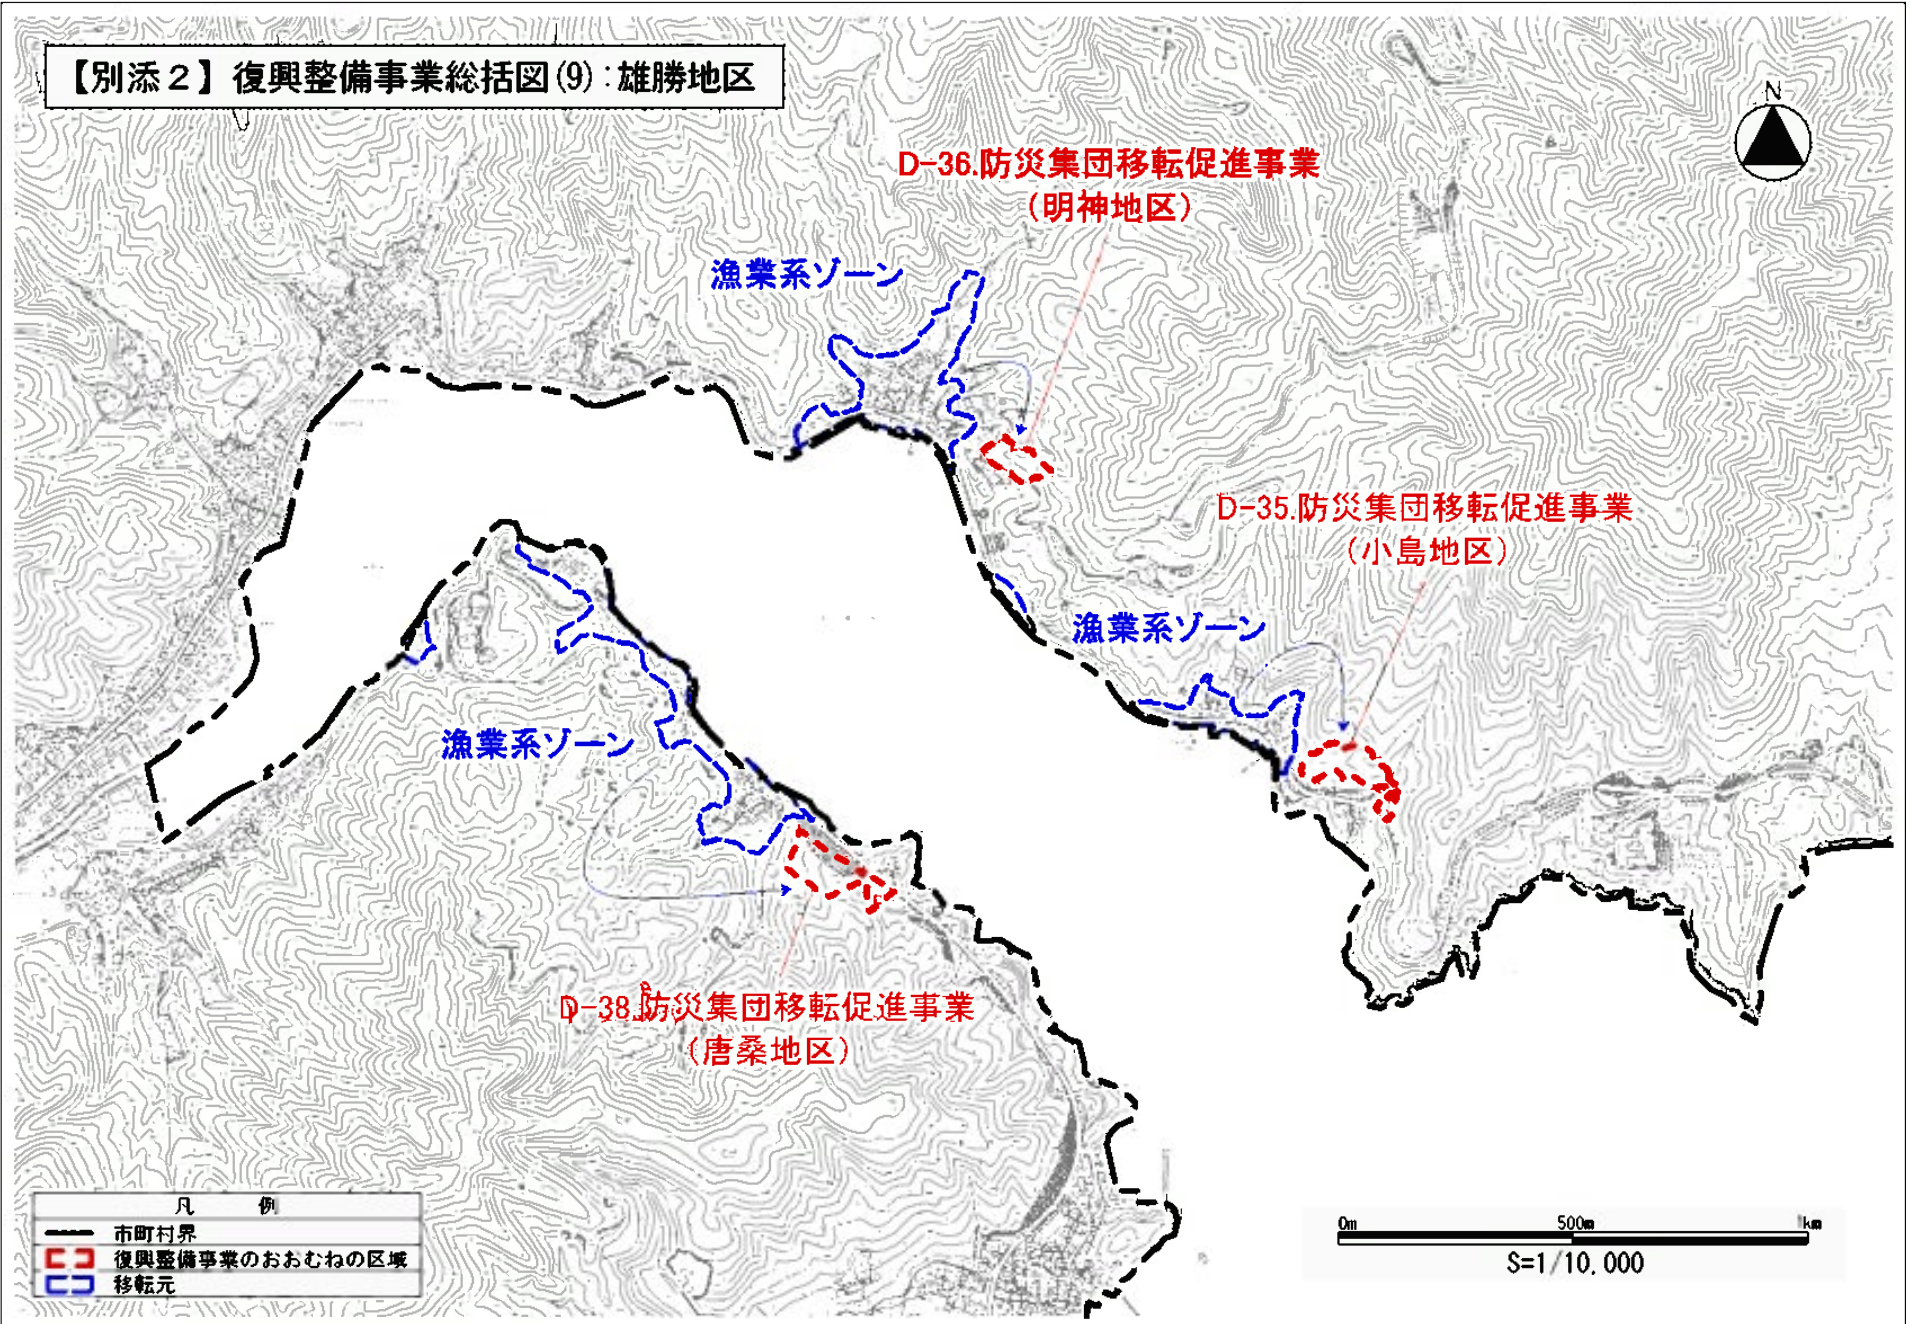 【別添2】復興整備事業総括図(9):雄勝地区
N
D-36.防災集団移転促進事業
(明神地区)
漁業系ゾーン
D-35.防災集団移転促進事業
(小島地区)
漁業系ゾーン
漁業系ゾーン
D-38.防災集団移転促進事業
(唐桑地区)
凡 例
市町村界
復興整備事業のおおむねの区域
移転元
0m 500m 1km
S=1/10,000